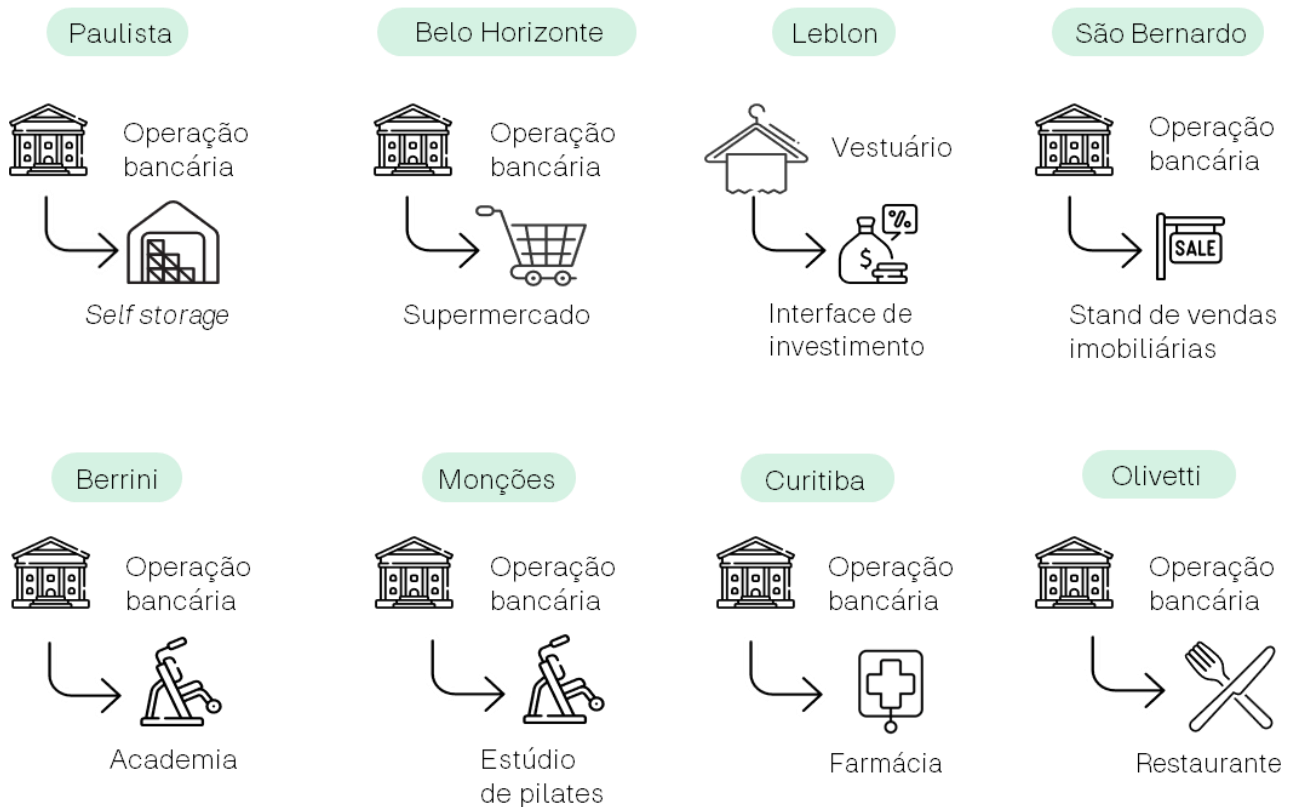 Paulista
Operação
bancária
Self storage
Belo Horizonte
Operação
bancária
Supermercado
Leblon
Vestuário
%
$
Interface de
investimento
São Bernardo
Operação
bancária
SALE
Stand de vendas
imobiliárias
Berrini
Operação
bancária
Academia
Monções
Operação
bancária
Estúdio
de pilates
Curitiba
Operação
bancária
Farmácia
Olivetti
Operação
bancária
Restaurante